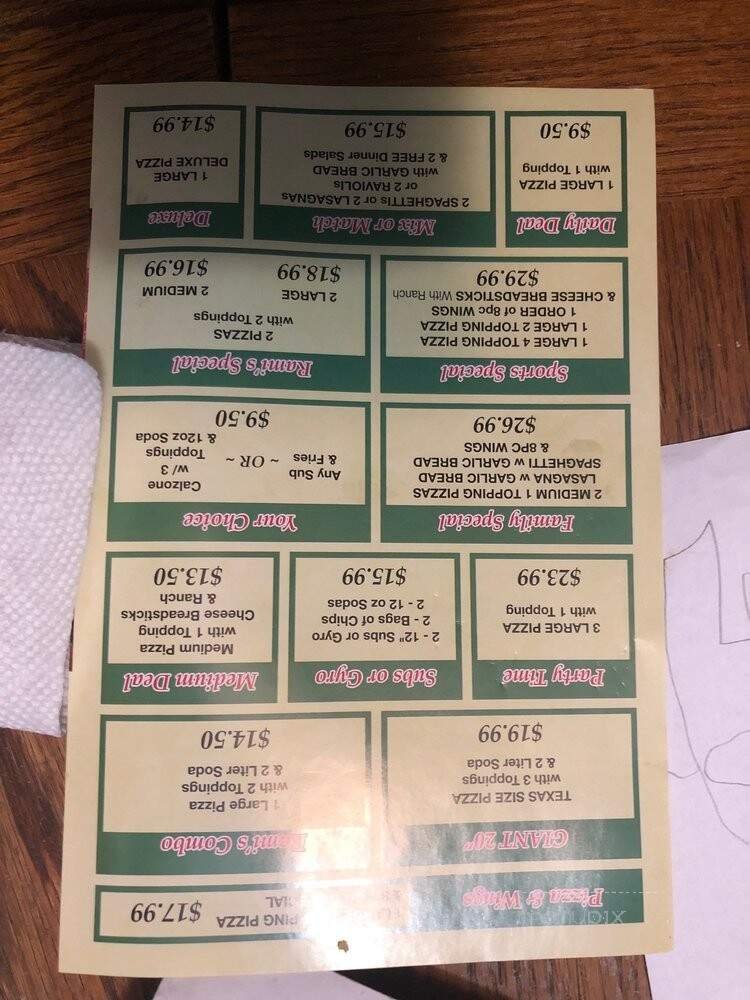 Pizza & Wings
PING PIZZA
$17.99
GIANT 20"
TEXAS SIZE PIZZA
with 3 Toppings
& 2 Liter Soda
$19.99
Rami's Combo
1 Large Pizza
with 2 Toppings
& 2 Liter Soda
$14.50
Party Time
3 LARGE PIZZA
with 1 Topping
$23.99
Subs or Gyro
2 - 12" Subs or Gyro
2 - Bags of Chips
2 - 12 oz Sodas
$15.99
Medium Deal
Medium Pizza
with 1 Topping
Cheese Breadsticks
& Ranch
$13.50
Family Special
2 MEDIUM 1 TOPPING PIZZAS
LASAGNA w GARLIC BREAD
SPAGHETTI w GARLIC BREAD
& 8PC WINGS
$26.99
Your Choice
Any Sub
& Fries
~ OR ~
Calzone
w/ 3
Toppings
& 12oz Soda
$9.50
Sports Special
1 LARGE 4 TOPPING PIZZA
1 LARGE 2 TOPPING PIZZA
1 ORDER of 8pc WINGS
& CHEESE BREADSTICKS With Ranch
$29.99
Rami's Special
2 PIZZAS
with 2 Toppings
2 LARGE
$18.99
2 MEDIUM
$16.99
Daily Deal
1 LARGE PIZZA
with 1 Topping
$9.50
Mix or Match
2 SPAGHETTIS or 2 LASAGNAS
or 2 RAVIOLIS
with GARLIC BREAD
& 2 FREE Dinner Salads
$15.99
Deluxe
1 LARGE
DELUXE PIZZA
$14.99